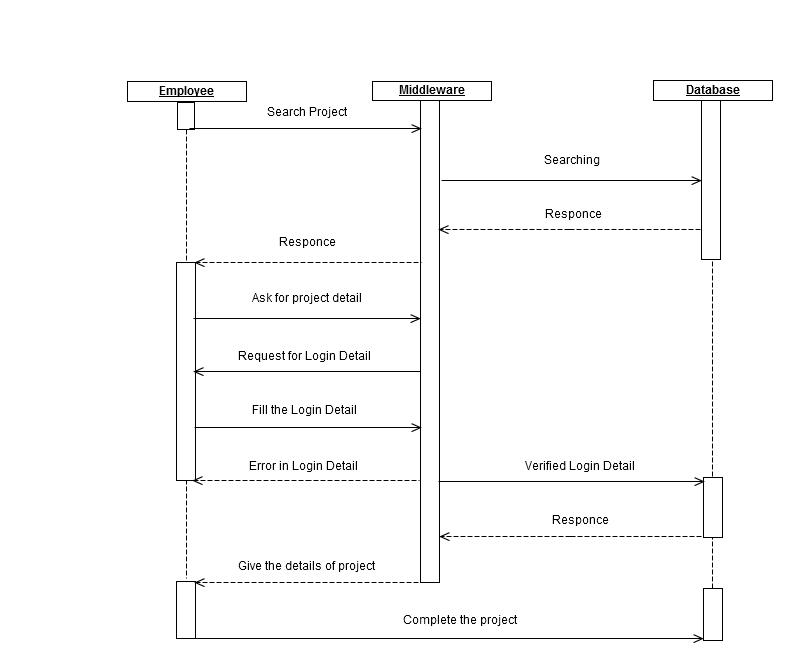 Employee
Middleware
Database
Search Project
Searching
Responce
Responce
Ask for project detail
Request for Login Detail
Fill the Login Detail
Error in Login Detail
Verified Login Detail
Responce
Give the details of project
Complete the project